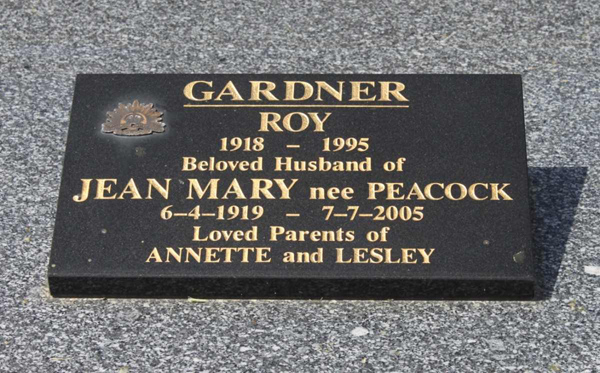 GARDNER
ROY
1918 – 1995
Beloved Husband of
JEAN MARY nee PEACOCK
6–4–1919 – 7–7–2005
Loved Parents of
ANNETTE and LESLEY